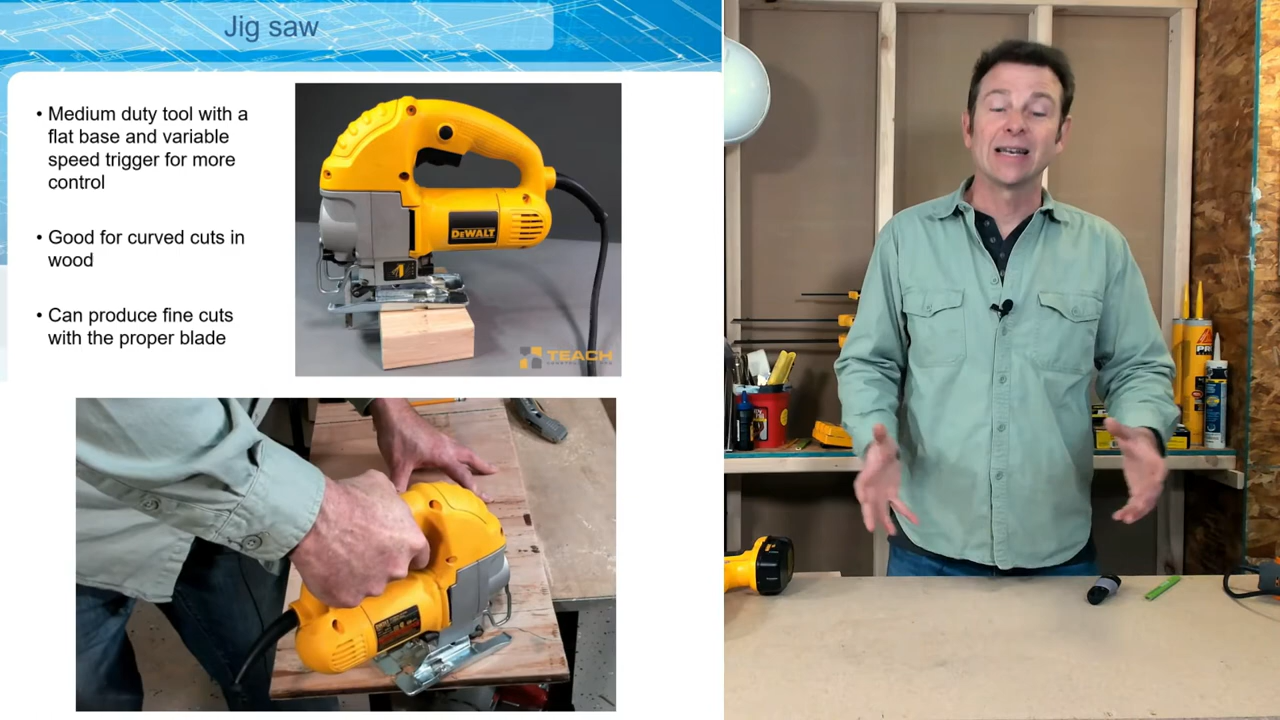 Jig saw
• Medium duty tool with a
flat base and variable
speed trigger for more
control
• Good for curved cuts in
wood
• Can produce fine cuts
with the proper blade
DEWALT
TEACH